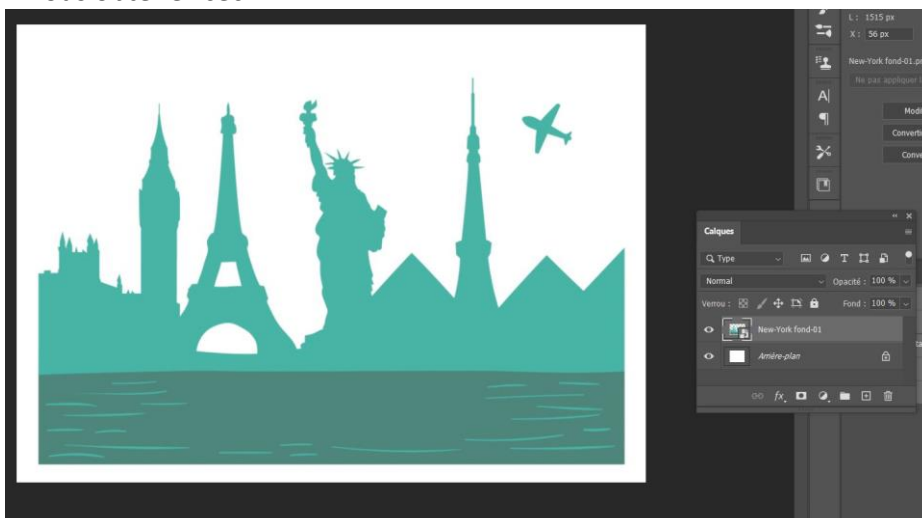 L : 1515 px
X : 56 px
New-York fond-01.p
Ne pas appliquer
Modi
Converti
Conve
Calques
Type
Normal
Opacité : 100 %
Verrou :
Fond : 100 %
New-York fond-01
Arrière-plan